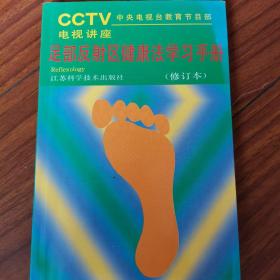 CCTV 中央电视台教育节目部
电视讲座
足部反射区健康法学习手册
Reflexology
(修订本)
江苏科学技术出版社